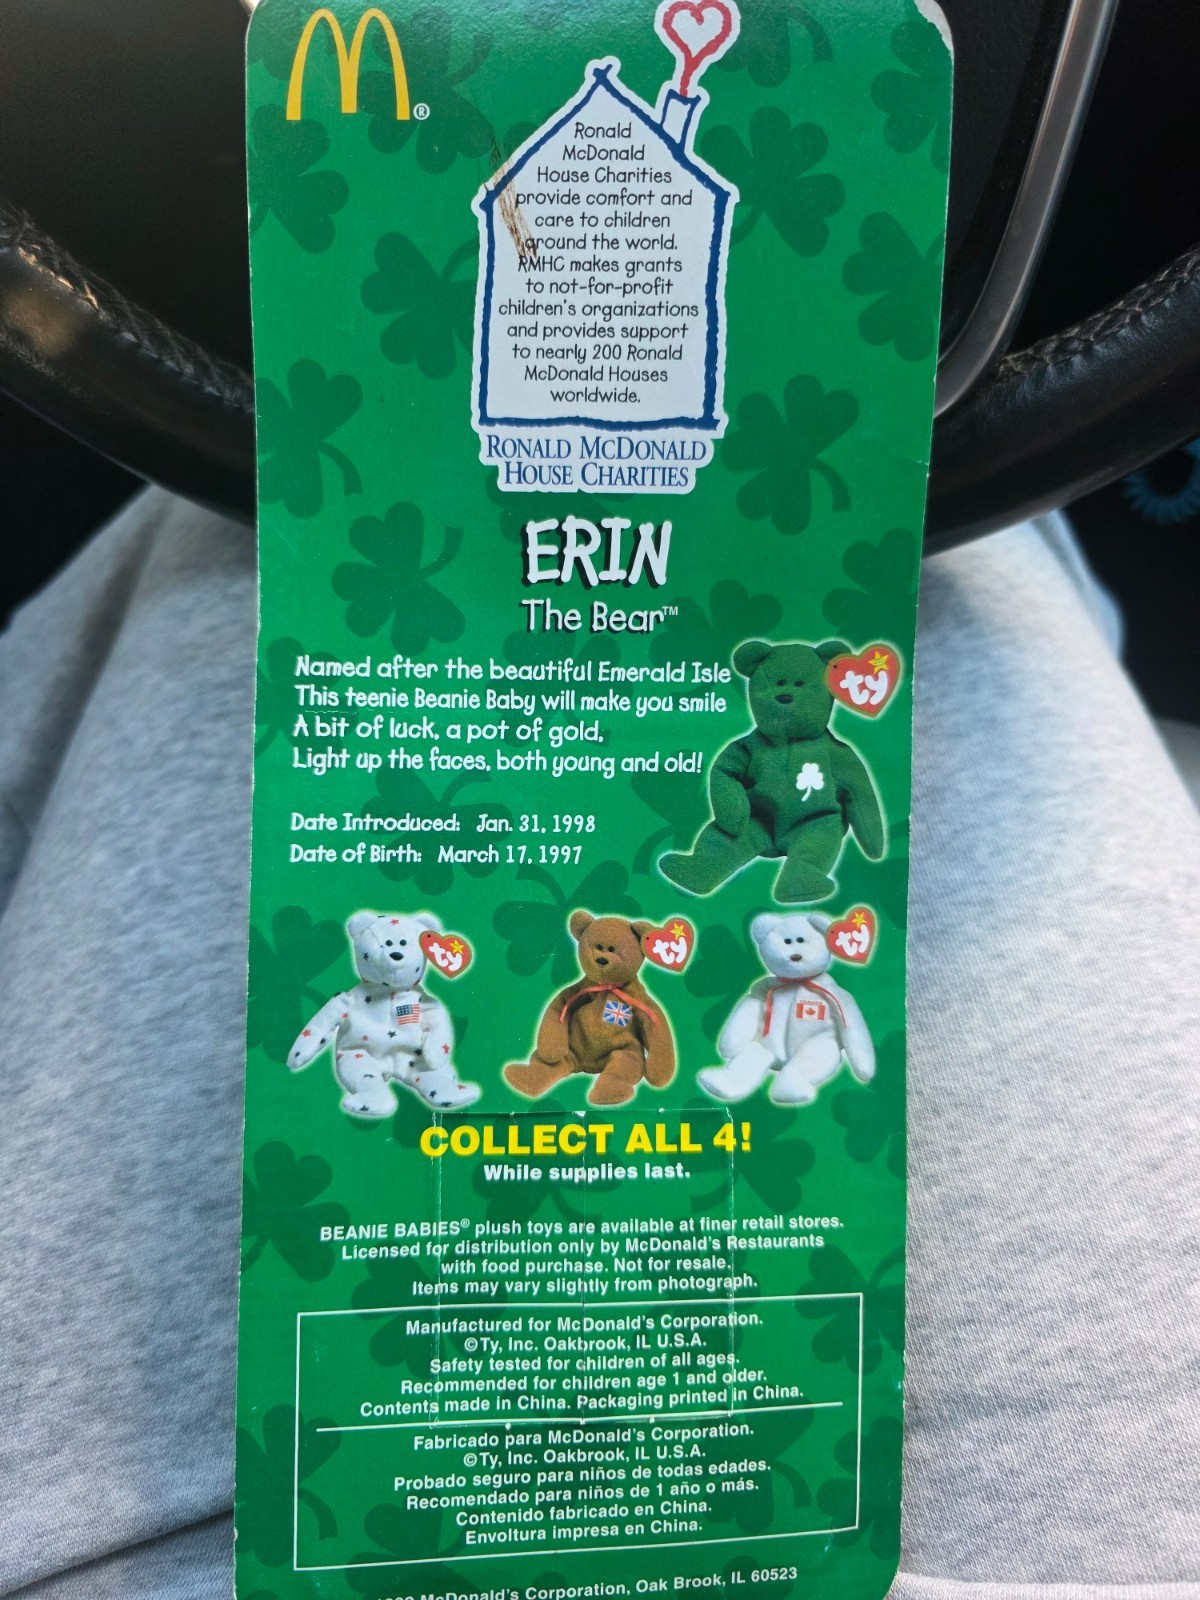 M®
Ronald
McDonald
House Charities
provide comfort and
care to children
around the world.
RMHC makes grants
to not-for-profit
children's organizations
and provides support
to nearly 200 Ronald
McDonald Houses
worldwide.
RONALD MCDONALD
HOUSE CHARITIES
ERIN
The Bear™
Named after the beautiful Emerald Isle
This teenie Beanie Baby will make you smile
A bit of luck, a pot of gold,
Light up the faces, both young and old!
ty
Date Introduced: Jan. 31, 1998
Date of Birth: March 17, 1997
ty
ty
ty
CANADA
COLLECT ALL 4!
While supplies last.
BEANIE BABIES® plush toys are available at finer retail stores.
Licensed for distribution only by McDonald's Restaurants
with food purchase. Not for resale.
Items may vary slightly from photograph.
Manufactured for McDonald's Corporation.
©Ty, Inc. Oakbrook, IL U.S.A.
Safety tested for children of all ages.
Recommended for children age 1 and older.
Contents made in China. Packaging printed in China.
Fabricado para McDonald's Corporation.
©Ty, Inc. Oakbrook, IL U.S.A.
Probado seguro para niños de todas edades.
Recomendado para niños de 1 año o más.
Contenido fabricado en China.
Envoltura impresa en China.
McDonald's Corporation, Oak Brook, IL 60523